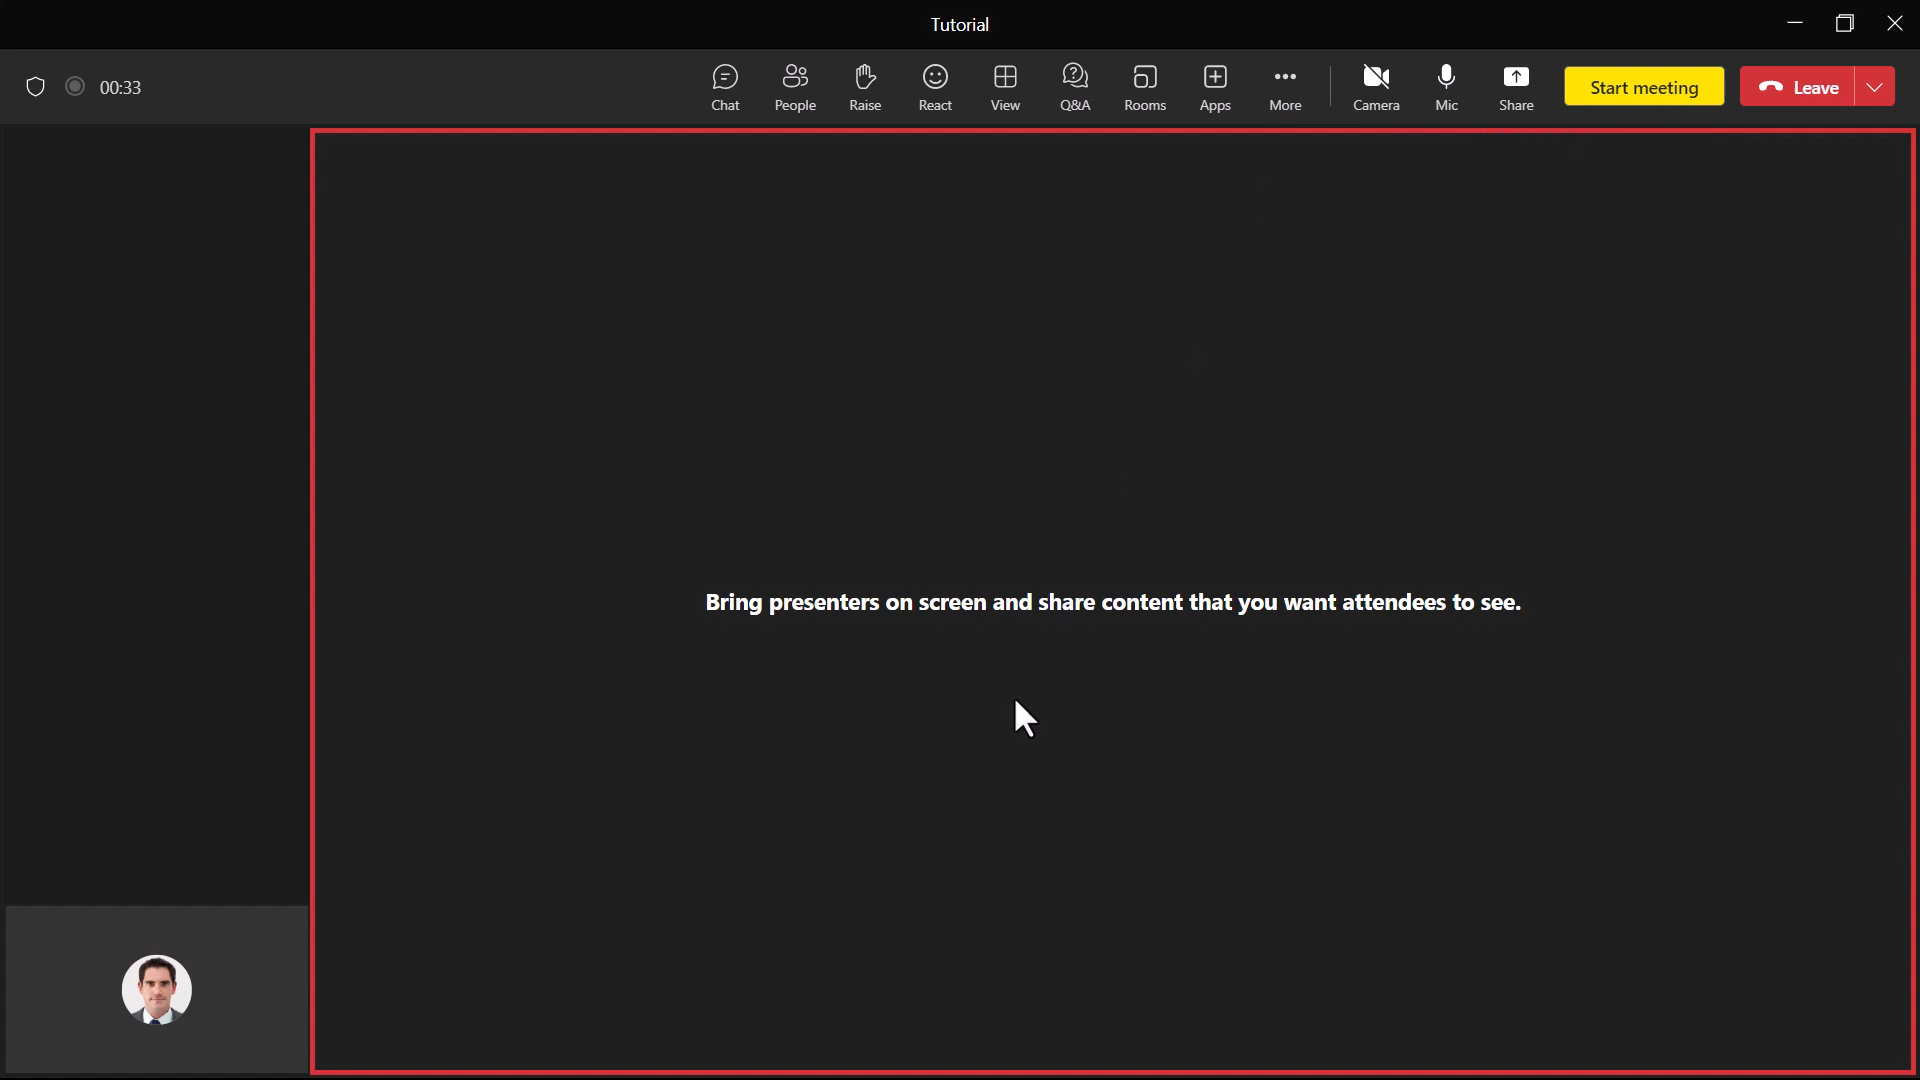 Tutorial
00:33
Chat
People
Raise
React
View
Q&A
Rooms
Apps
More
Camera
Mic
Share
Start meeting
Leave
Bring presenters on screen and share content that you want attendees to see.